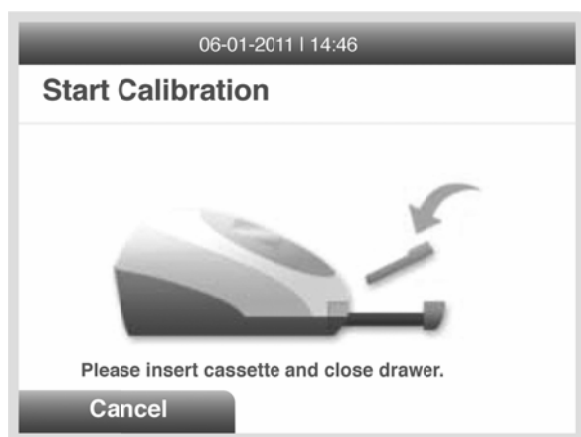 06-01-2011 | 14:46
Start Calibration
Please insert cassette and close drawer.
Cancel